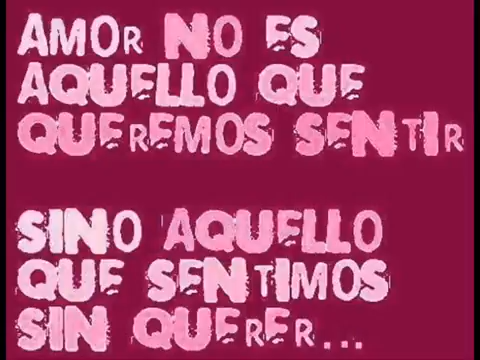 AMOR NO ES
AQUELLO QUE
QUEREMOS SENTIR
SINO AQUELLO
QUE SENTIMOS
SIN QUERER...